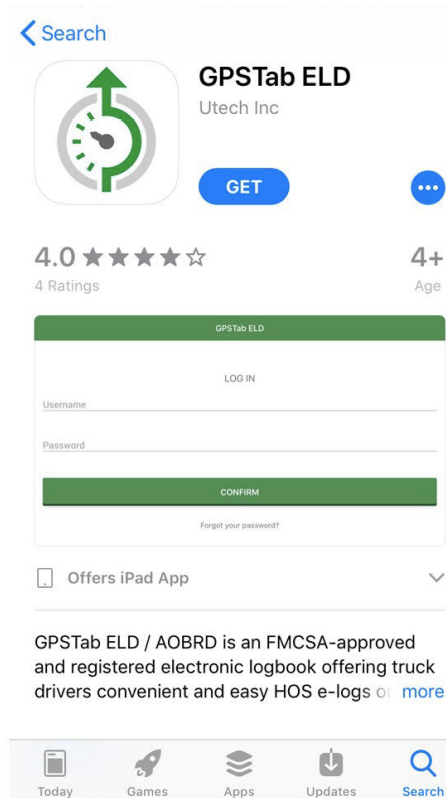 Search
GPSTab ELD
Utech Inc
GET
4.0
4+
4 Ratings
Age
GPSTab ELD
LOG IN
Username
Password
CONFIRM
Forgot your password?
Offers iPad App
GPSTab ELD / AOBRD is an FMCSA-approved
and registered electronic logbook offering truck
drivers convenient and easy HOS e-logs o more
Today Games Apps Updates Search